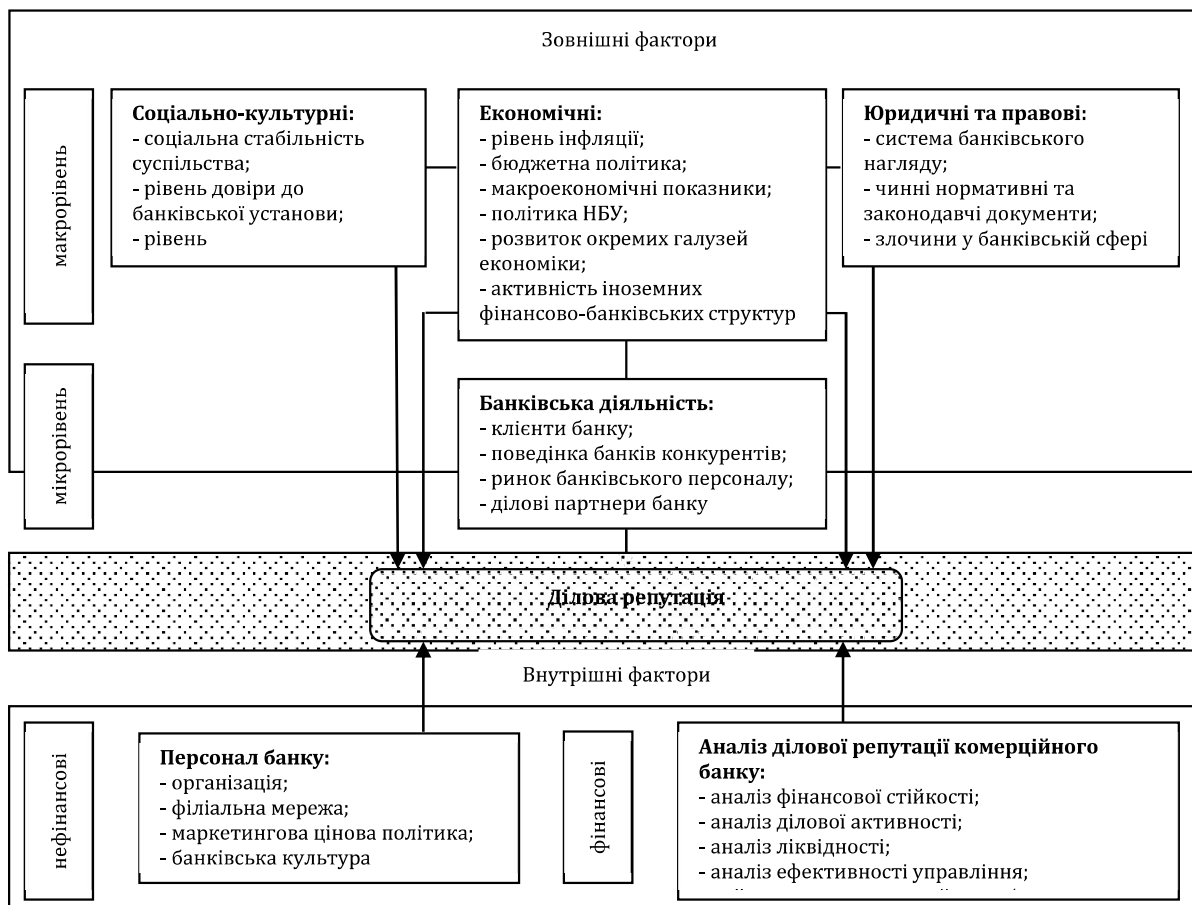 Зовнішні фактори
макрорівень
Соціально-культурні:
- соціальна стабільність
суспільства;
- рівень довіри до
банківської установи;
- рівень
Економічні:
- рівень інфляції;
- бюджетна політика;
- макроекономічні показники;
- політика НБУ;
- розвиток окремих галузей
економіки;
- активність іноземних
фінансово-банківських структур
Юридичні та правові:
- система банківського
нагляду;
- чинні нормативні та
законодавчі документи;
- злочини у банківській сфері
мікрорівень
Банківська діяльність:
- клієнти банку;
- поведінка банків конкурентів;
- ринок банківського персоналу;
- ділові партнери банку
Ділова репутація
Внутрішні фактори
нефінансові
Персонал банку:
- організація;
- філіальна мережа;
- маркетингова цінова політика;
- банківська культура
фінансові
Аналіз ділової репутації комерційного
банку:
- аналіз фінансової стійкості;
- аналіз ділової активності;
- аналіз ліквідності;
- аналіз ефективності управління;